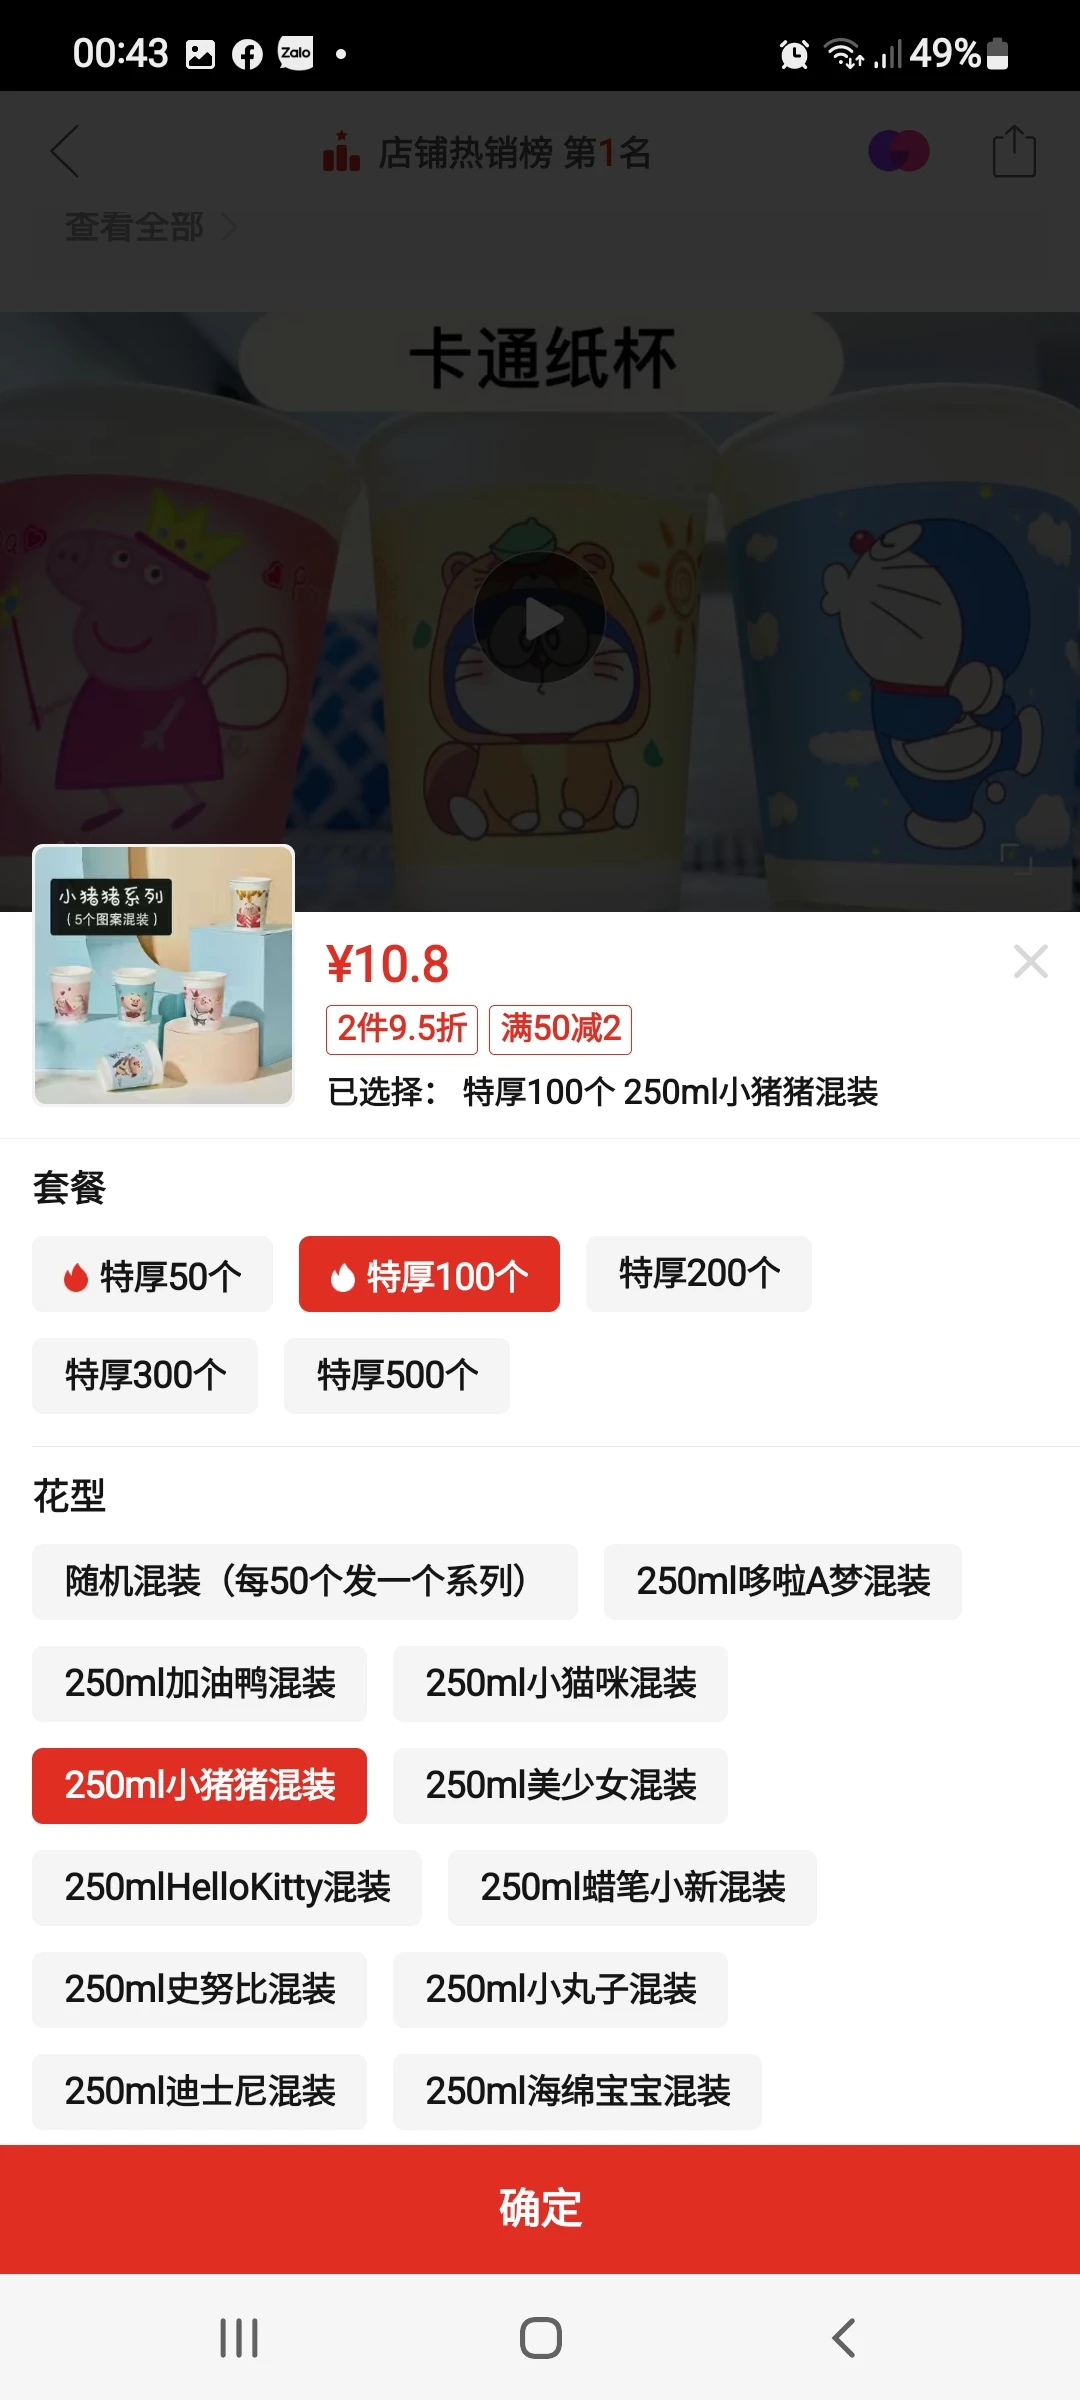 00:43 Zalo 49%
店铺热销榜 第1名
查看全部
卡通纸杯
小猪猪系列
（5个图案混装）
¥10.8
2件9.5折 满50减2
已选择： 特厚100个 250ml小猪猪混装
套餐
特厚50个 特厚100个 特厚200个
特厚300个 特厚500个
花型
随机混装（每50个发一个系列） 250ml哆啦A梦混装
250ml加油鸭混装 250ml小猫咪混装
250ml小猪猪混装 250ml美少女混装
250mlHelloKitty混装 250ml蜡笔小新混装
250ml史努比混装 250ml小丸子混装
250ml迪士尼混装 250ml海绵宝宝混装
确定